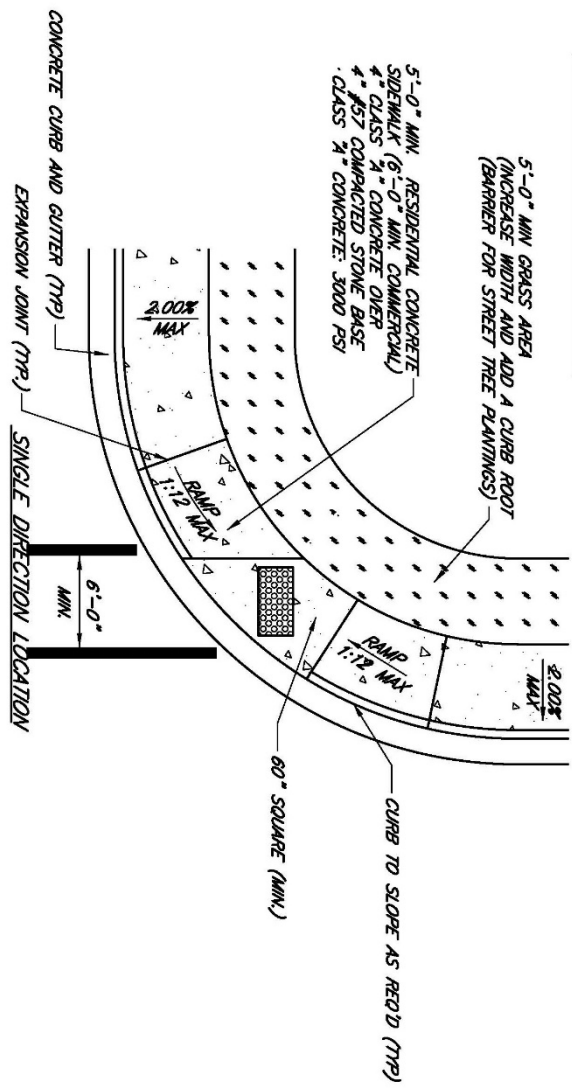 5'-0" MIN GRASS AREA
(INCREASE WIDTH AND ADD A CURB ROOT
(BARRIER FOR STREET TREE PLANTINGS)
5'-0" MIN. RESIDENTIAL CONCRETE
SIDEWALK (6'-0" MIN. COMMERCIAL)
4" CLASS "A" CONCRETE OVER
4" #57 COMPACTED STONE BASE
. CLASS "A" CONCRETE: 3000 PSI
CONCRETE CURB AND GUTTER (TYP)
EXPANSION JOINT (TYP.)
2.00%
MAX
RAMP
1:12 MAX
RAMP
1:12 MAX
2.00%
MAX
CURB TO SLOPE AS REQ'D (TYP)
60" SQUARE (MIN.)
6'-0"
MIN.
SINGLE DIRECTION LOCATION